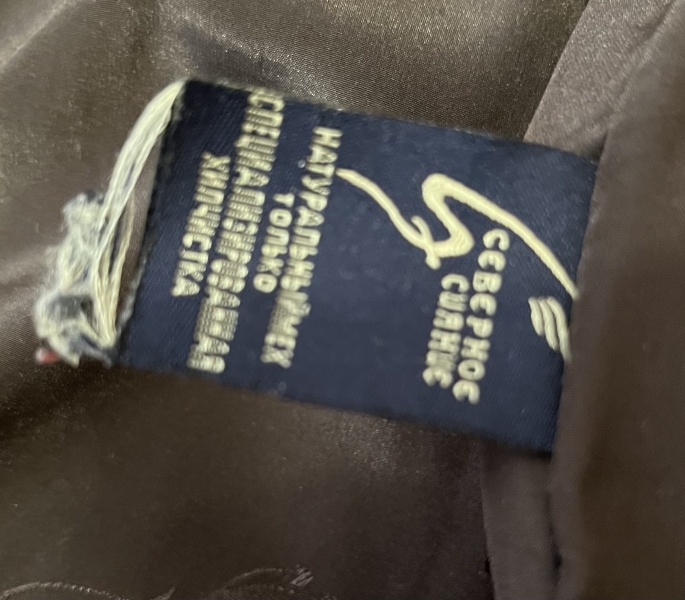 СЕВЕРНОЕ
СИЯНИЕ
НАТУРАЛЬНЫЙ МЕХ
ТОЛЬКО
СПЕЦИАЛИЗИРОВАННАЯ
ХИМЧИСТКА